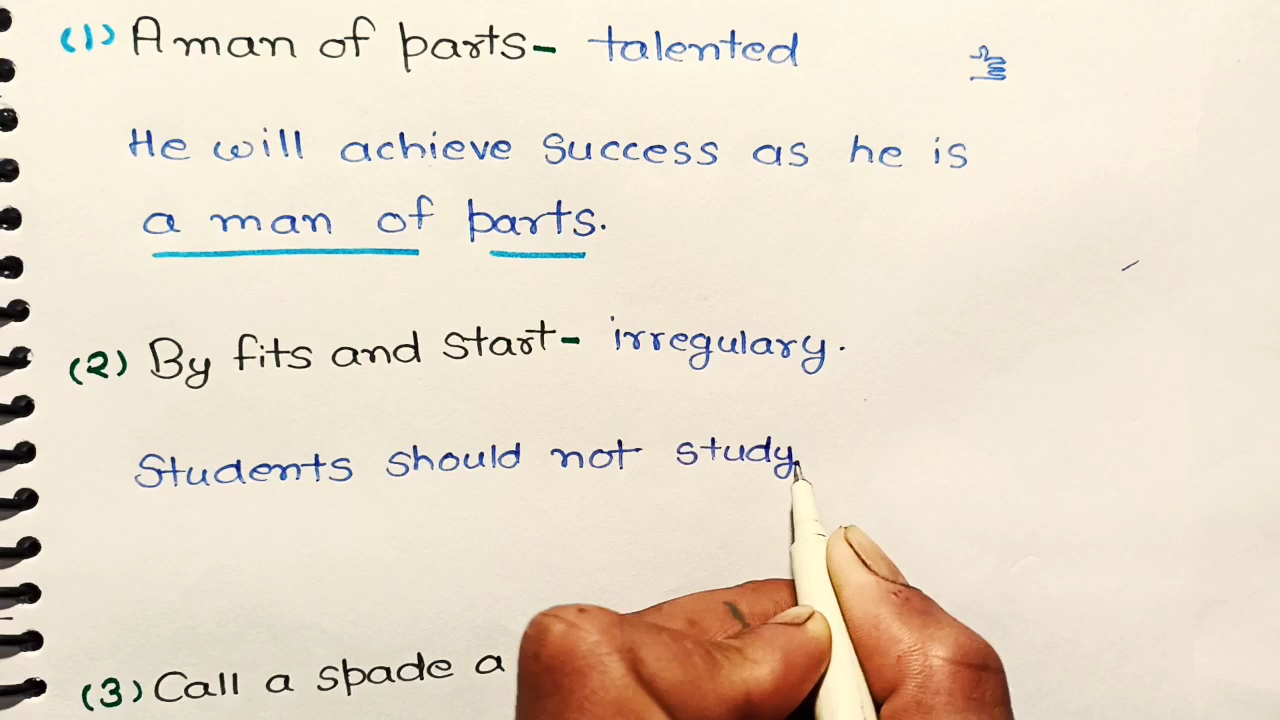 (1) A man of parts- talented
He will achieve success as he is
a man of parts.
(2) By fits and start- irregulary.
Students should not study
(3) Call a spade a